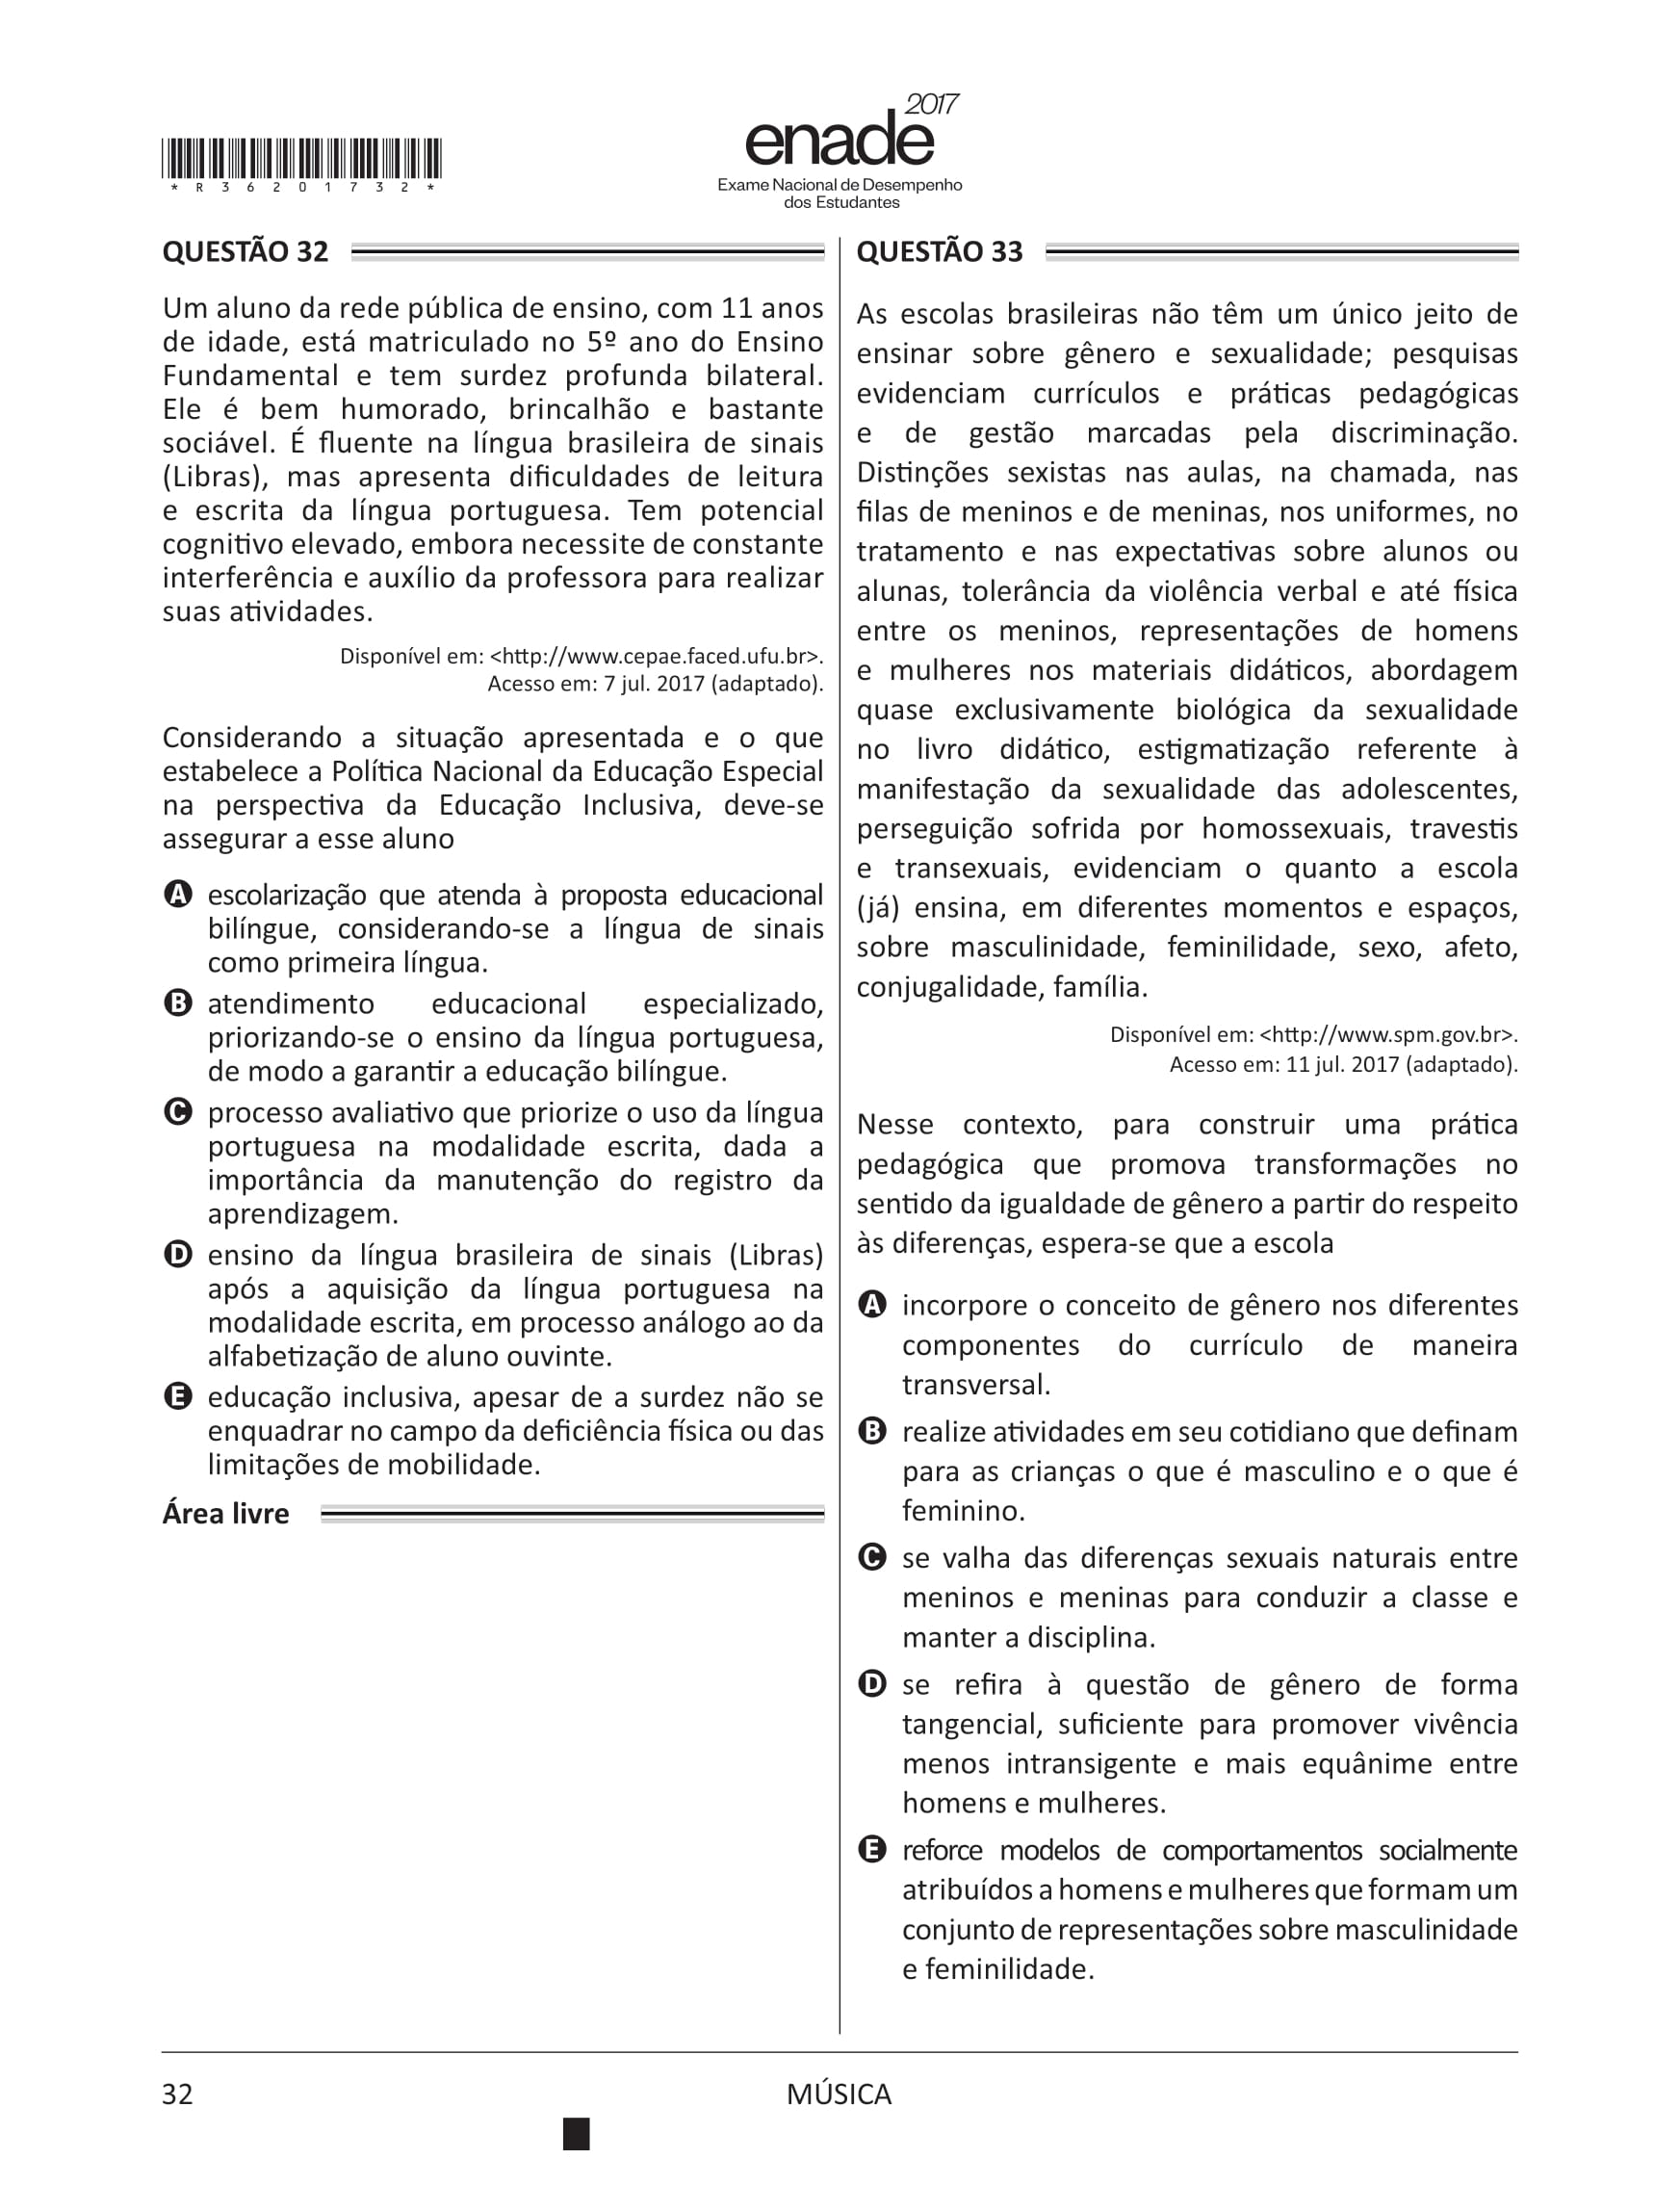 * R 3 6 2 0 1 7 3 2 *
2017
enade
Exame Nacional de Desempenho
dos Estudantes
QUESTÃO 32
Um aluno da rede pública de ensino, com 11 anos
de idade, está matriculado no 5º ano do Ensino
Fundamental e tem surdez profunda bilateral.
Ele é bem humorado, brincalhão e bastante
sociável. É fluente na língua brasileira de sinais
(Libras), mas apresenta dificuldades de leitura
e escrita da língua portuguesa. Tem potencial
cognitivo elevado, embora necessite de constante
interferência e auxílio da professora para realizar
suas atividades.
Disponível em: <http://www.cepae.faced.ufu.br>.
Acesso em: 7 jul. 2017 (adaptado).
Considerando a situação apresentada e o que
estabelece a Política Nacional da Educação Especial
na perspectiva da Educação Inclusiva, deve-se
assegurar a esse aluno
A escolarização que atenda à proposta educacional
bilíngue, considerando-se a língua de sinais
como primeira língua.
B atendimento educacional especializado,
priorizando-se o ensino da língua portuguesa,
de modo a garantir a educação bilíngue.
C processo avaliativo que priorize o uso da língua
portuguesa na modalidade escrita, dada a
importância da manutenção do registro da
aprendizagem.
D ensino da língua brasileira de sinais (Libras)
após a aquisição da língua portuguesa na
modalidade escrita, em processo análogo ao da
alfabetização de aluno ouvinte.
E educação inclusiva, apesar de a surdez não se
enquadrar no campo da deficiência física ou das
limitações de mobilidade.
Área livre
QUESTÃO 33
As escolas brasileiras não têm um único jeito de
ensinar sobre gênero e sexualidade; pesquisas
evidenciam currículos e práticas pedagógicas
e de gestão marcadas pela discriminação.
Distinções sexistas nas aulas, na chamada, nas
filas de meninos e de meninas, nos uniformes, no
tratamento e nas expectativas sobre alunos ou
alunas, tolerância da violência verbal e até física
entre os meninos, representações de homens
e mulheres nos materiais didáticos, abordagem
quase exclusivamente biológica da sexualidade
no livro didático, estigmatização referente à
manifestação da sexualidade das adolescentes,
perseguição sofrida por homossexuais, travestis
e transexuais, evidenciam o quanto a escola
(já) ensina, em diferentes momentos e espaços,
sobre masculinidade, feminilidade, sexo, afeto,
conjugalidade, família.
Disponível em: <http://www.spm.gov.br>.
Acesso em: 11 jul. 2017 (adaptado).
Nesse contexto, para construir uma prática
pedagógica que promova transformações no
sentido da igualdade de gênero a partir do respeito
às diferenças, espera-se que a escola
A incorpore o conceito de gênero nos diferentes
componentes do currículo de maneira
transversal.
B realize atividades em seu cotidiano que definam
para as crianças o que é masculino e o que é
feminino.
C se valha das diferenças sexuais naturais entre
meninos e meninas para conduzir a classe e
manter a disciplina.
D se refira à questão de gênero de forma
tangencial, suficiente para promover vivência
menos intransigente e mais equânime entre
homens e mulheres.
E reforce modelos de comportamentos socialmente
atribuídos a homens e mulheres que formam um
conjunto de representações sobre masculinidade
e feminilidade.
32
MÚSICA